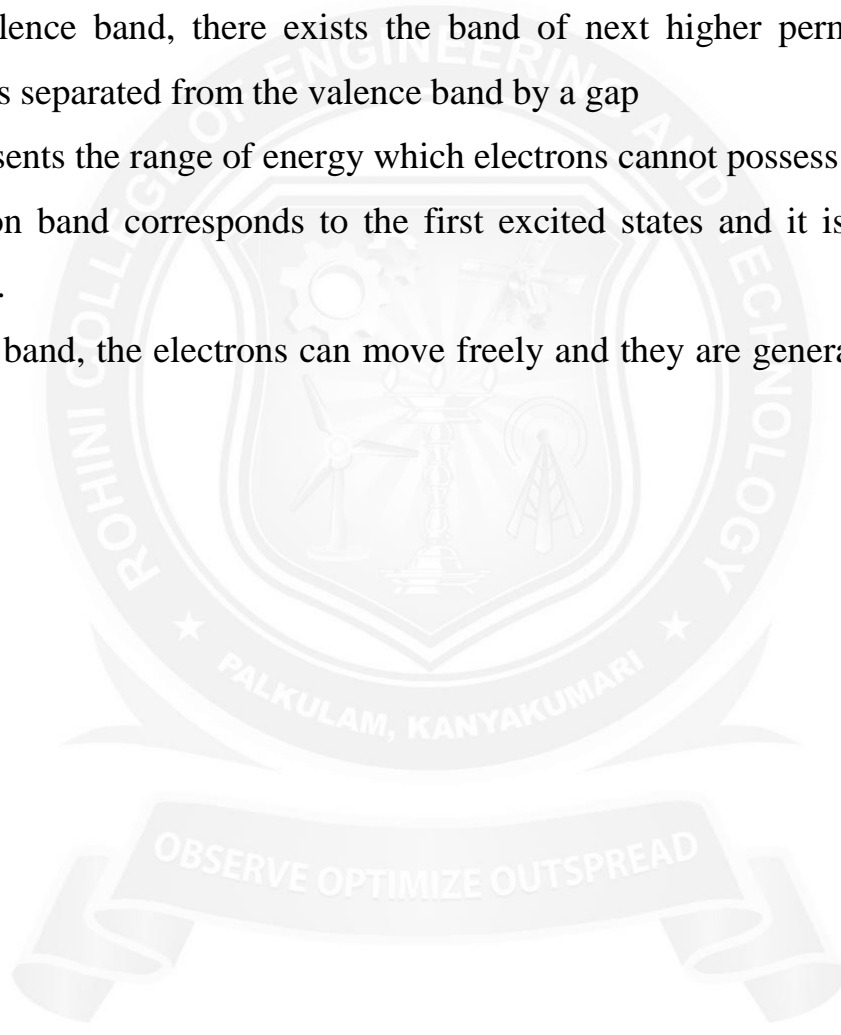 lence band, there exists the band of next higher perm
s separated from the valence band by a gap
sents the range of energy which electrons cannot possess
on band corresponds to the first excited states and it is
.
band, the electrons can move freely and they are genera
ROHINI COLLEGE OF ENGINEERING AND TECHNOLOGY
PALKULAM, KANYAKUMARI
OBSERVE OPTIMIZE OUTSPREAD